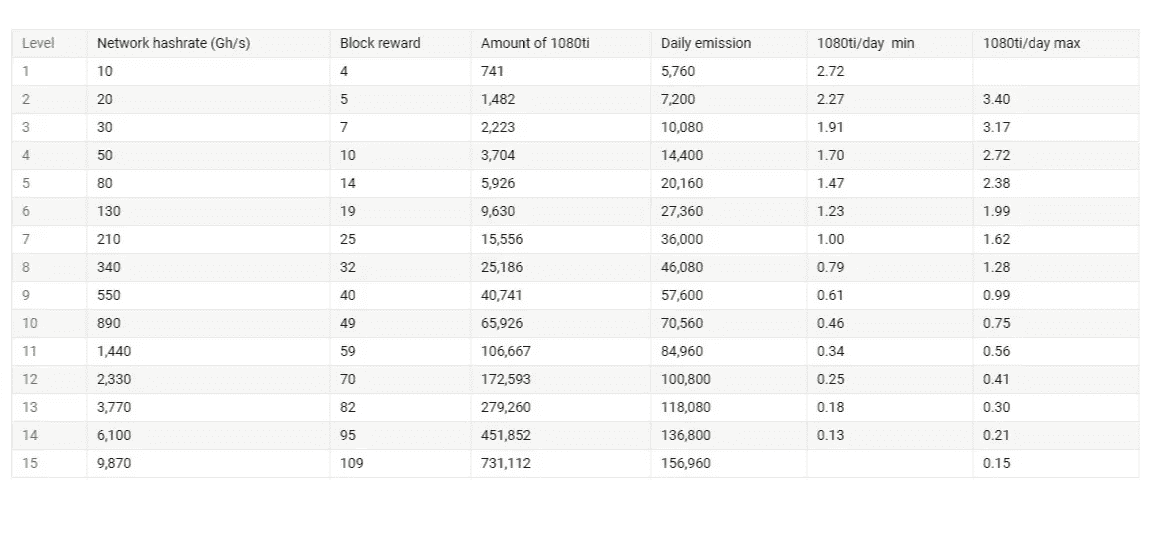 Level Network hashrate (Gh/s) Block reward Amount of 1080ti Daily emission 1080ti/day min 1080ti/day max
1 10 4 741 5,760 2.72
2 20 5 1,482 7,200 2.27 3.40
3 30 7 2,223 10,080 1.91 3.17
4 50 10 3,704 14,400 1.70 2.72
5 80 14 5,926 20,160 1.47 2.38
6 130 19 9,630 27,360 1.23 1.99
7 210 25 15,556 36,000 1.00 1.62
8 340 32 25,186 46,080 0.79 1.28
9 550 40 40,741 57,600 0.61 0.99
10 890 49 65,926 70,560 0.46 0.75
11 1,440 59 106,667 84,960 0.34 0.56
12 2,330 70 172,593 100,800 0.25 0.41
13 3,770 82 279,260 118,080 0.18 0.30
14 6,100 95 451,852 136,800 0.13 0.21
15 9,870 109 731,112 156,960 0.15